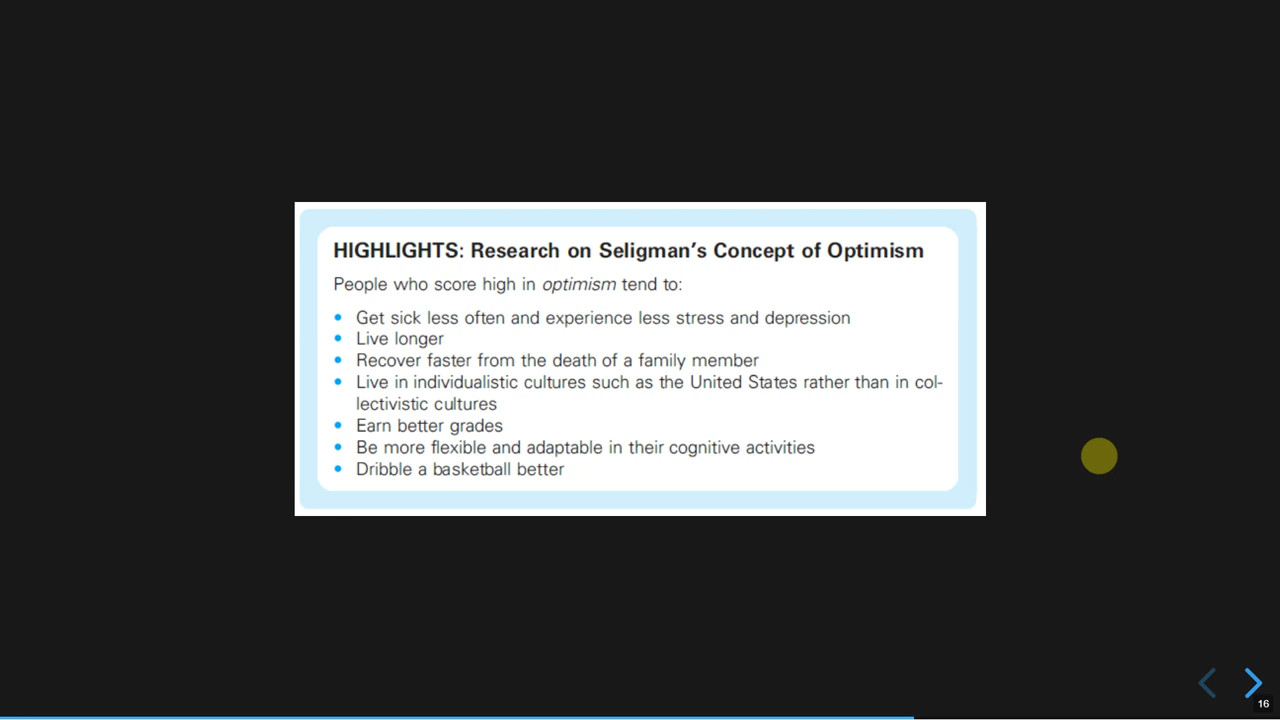 HIGHLIGHTS: Research on Seligman's Concept of Optimism
People who score high in optimism tend to:
• Get sick less often and experience less stress and depression
• Live longer
• Recover faster from the death of a family member
• Live in individualistic cultures such as the United States rather than in col-
lectivistic cultures
• Earn better grades
• Be more flexible and adaptable in their cognitive activities
• Dribble a basketball better
16